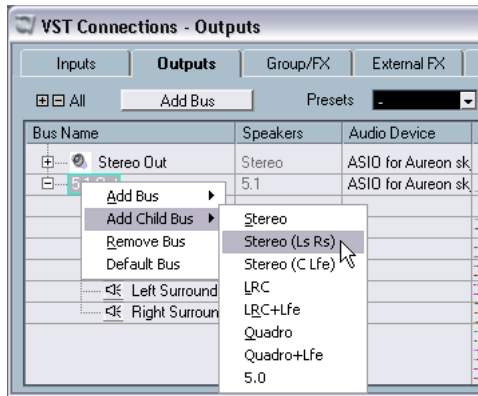 VST Connections - Outputs
Inputs Outputs Group/FX External FX
All Add Bus Presets -
Bus Name Speakers Audio Device
Stereo Out Stereo ASIO for Aureon sk
5.1 5.1 ASIO for Aureon sk
Add Bus
Add Child Bus
Remove Bus
Default Bus
Stereo
Stereo (Ls Rs)
Stereo (C Lfe)
LRC
LRC+Lfe
Quadro
Quadro+Lfe
5.0
Left Surround
Right Surroun